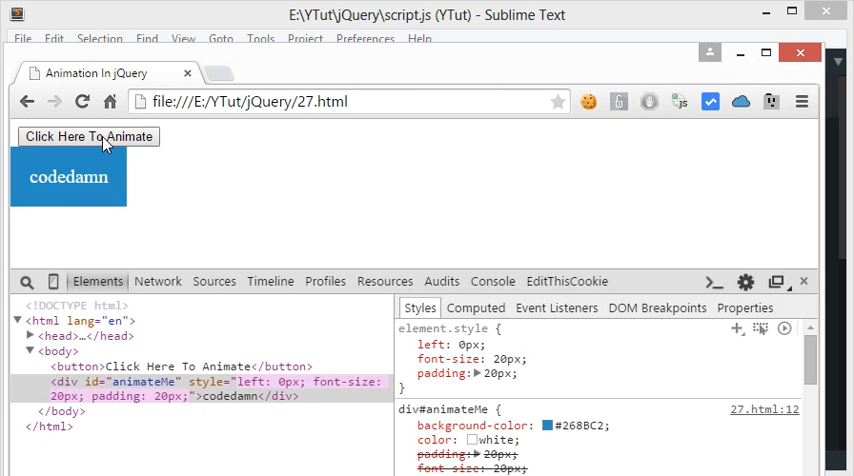 E:\YTut\jQuery\script.js (YTut) - Sublime Text
File Edit Selection Find View Goto Tools Project Preferences Help
Animation In jQuery
file:///E:/YTut/jQuery/27.html
Click Here To Animate
codedamn
Elements Network Sources Timeline Profiles Resources Audits Console EditThisCookie
<!DOCTYPE html>
<html lang="en">
<head>…</head>
<body>
<button>Click Here To Animate</button>
<div id="animateMe" style="left: 0px; font-size:
20px; padding: 20px;">codedamn</div>
</body>
</html>
Styles Computed Event Listeners DOM Breakpoints Properties
element.style {
left: 0px;
font-size: 20px;
padding: 20px;
}
div#animateMe { 27.html:12
background-color: #268BC2;
color: white;
padding: 20px;
font-size: 20px;